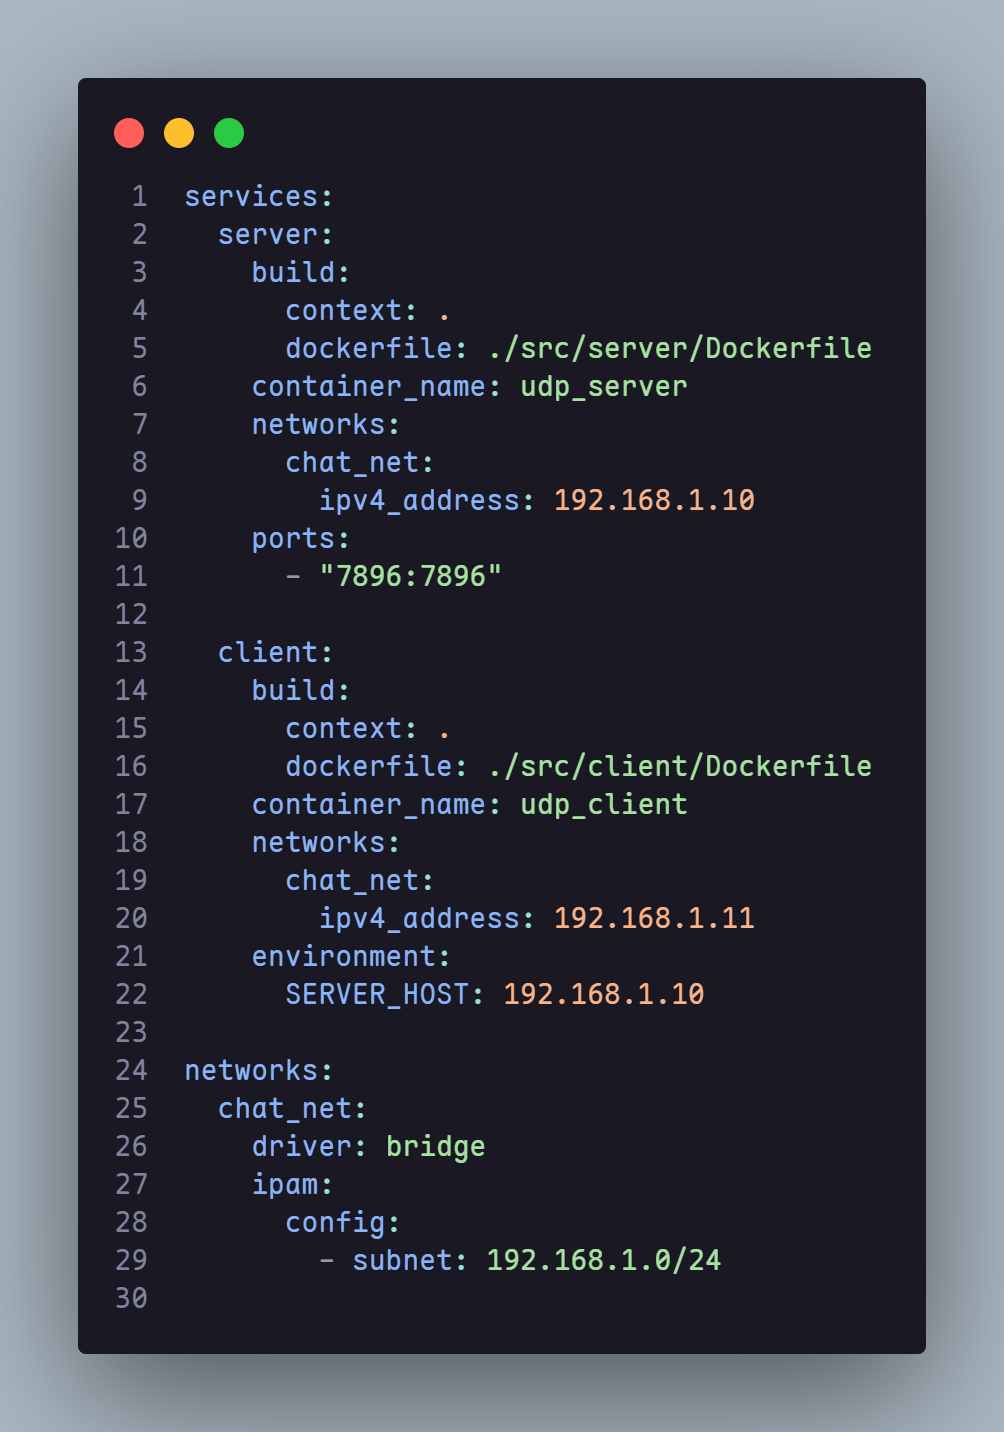 1 services:
2   server:
3     build:
4       context: .
5       dockerfile: ./src/server/Dockerfile
6     container_name: udp_server
7     networks:
8       chat_net:
9         ipv4_address: 192.168.1.10
10     ports:
11       - "7896:7896"
12
13   client:
14     build:
15       context: .
16       dockerfile: ./src/client/Dockerfile
17     container_name: udp_client
18     networks:
19       chat_net:
20         ipv4_address: 192.168.1.11
21     environment:
22       SERVER_HOST: 192.168.1.10
23
24 networks:
25   chat_net:
26     driver: bridge
27     ipam:
28       config:
29         - subnet: 192.168.1.0/24
30